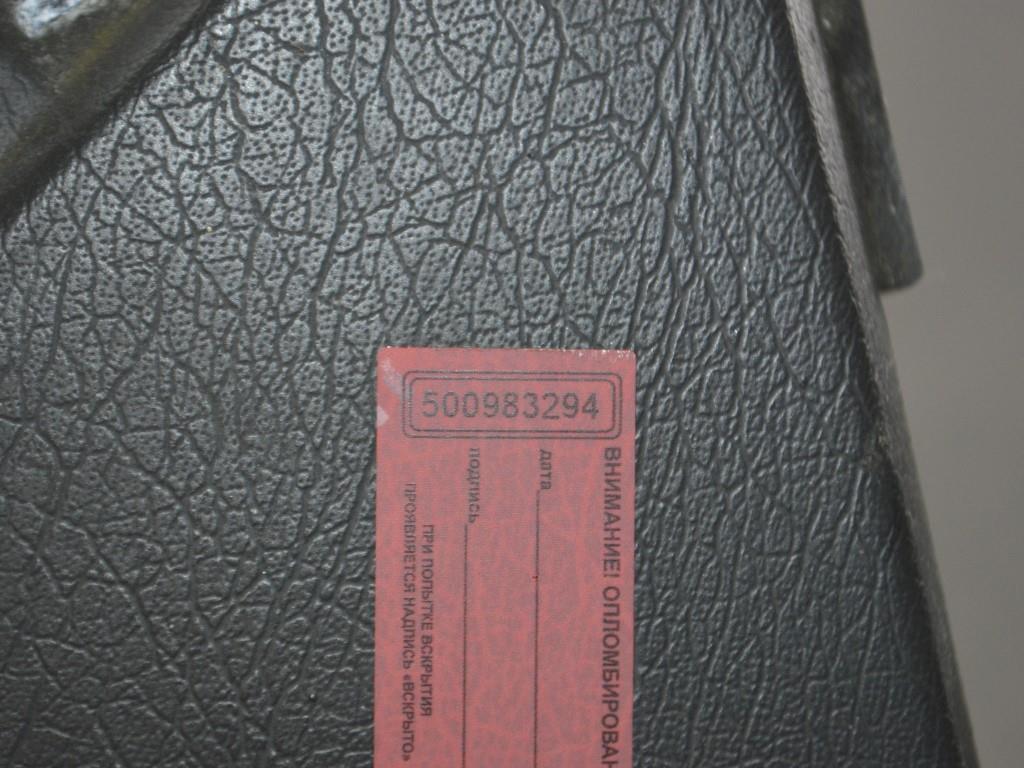 500983294
ВНИМАНИЕ! ОПЛОМБИРОВАН
дата
подпись
ПРИ ПОПЫТКЕ ВСКРЫТИЯ
ПРОЯВЛЯЕТСЯ НАДПИСЬ «ВСКРЫТО»